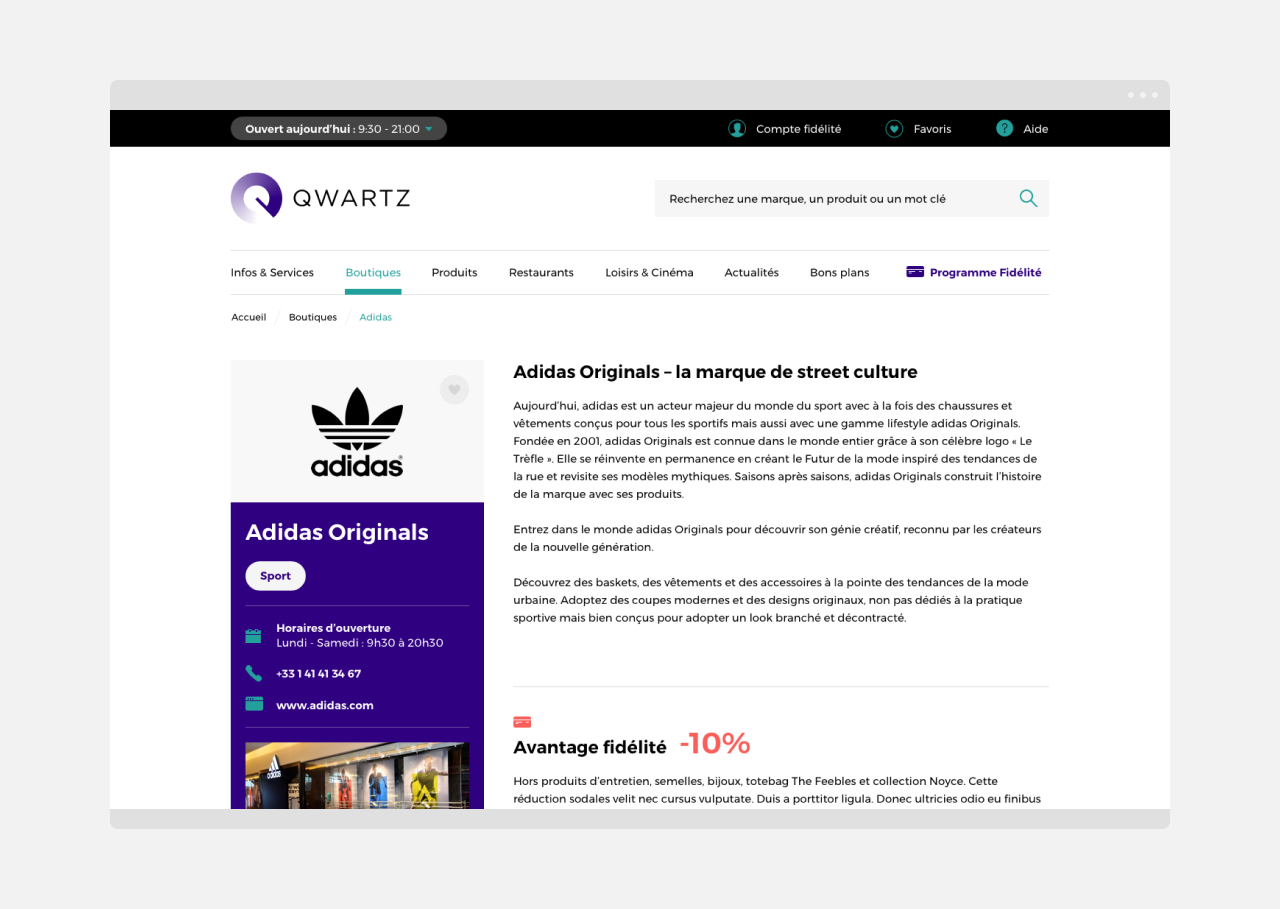 Ouvert aujourd'hui : 9:30 - 21:00
Compte fidélité
Favoris
? Aide
QWARTZ
Recherchez une marque, un produit ou un mot clé
Infos & Services
Boutiques
Produits
Restaurants
Loisirs & Cinéma
Actualités
Bons plans
Programme Fidélité
Accueil / Boutiques / Adidas
adidas®
Adidas Originals
Sport
Horaires d'ouverture
Lundi - Samedi : 9h30 à 20h30
+33 1 41 41 34 67
www.adidas.com
adidas
Adidas Originals – la marque de street culture
Aujourd'hui, adidas est un acteur majeur du monde du sport avec à la fois des chaussures et
vêtements conçus pour tous les sportifs mais aussi avec une gamme lifestyle adidas Originals.
Fondée en 2001, adidas Originals est connue dans le monde entier grâce à son célèbre logo « Le
Trèfle ». Elle se réinvente en permanence en créant le Futur de la mode inspiré des tendances de
la rue et revisite ses modèles mythiques. Saisons après saisons, adidas Originals construit l'histoire
de la marque avec ses produits.
Entrez dans le monde adidas Originals pour découvrir son génie créatif, reconnu par les créateurs
de la nouvelle génération.
Découvrez des baskets, des vêtements et des accessoires à la pointe des tendances de la mode
urbaine. Adoptez des coupes modernes et des designs originaux, non pas dédiés à la pratique
sportive mais bien conçus pour adopter un look branché et décontracté.
Avantage fidélité -10%
Hors produits d'entretien, semelles, bijoux, totebag The Feebles et collection Noyce. Cette
réduction sodales velit nec cursus vulputate. Duis a porttitor ligula. Donec ultricies odio eu finibus